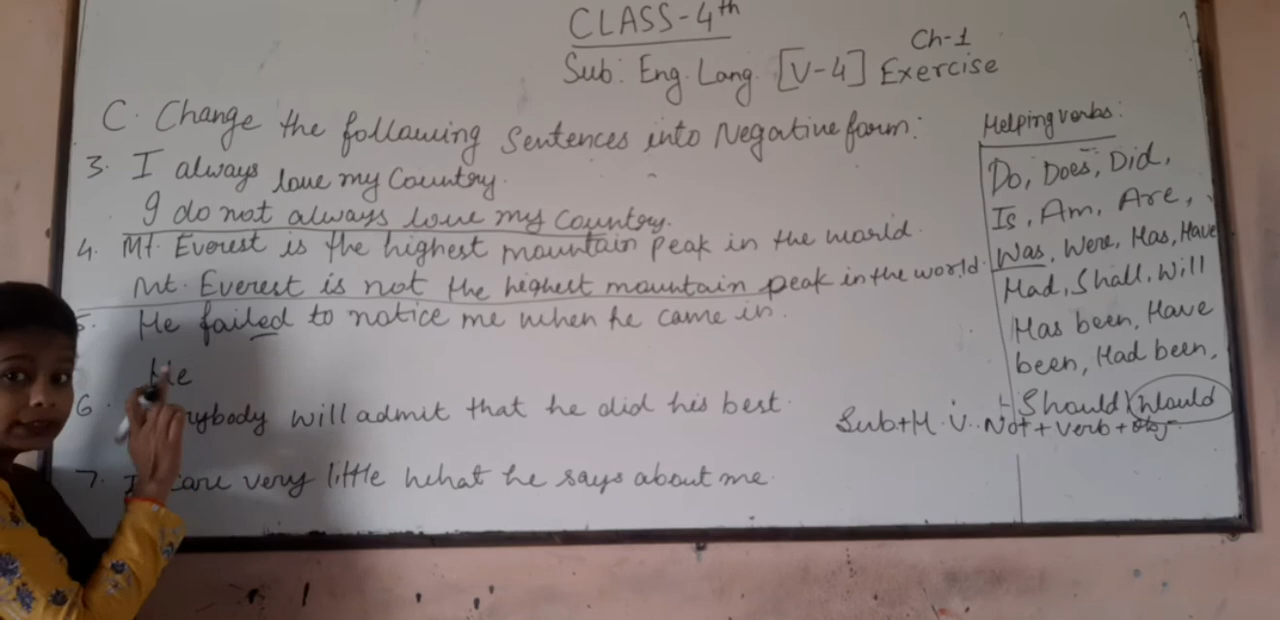 CLASS-4th
Sub: Eng. Lang. [V-4] Ch-1 Exercise
C. Change the following Sentences into Negative form:
3. I always love my Country.
I do not always love my Country.
4. Mt. Everest is the highest mountain peak in the world.
Mt. Everest is not the highest mountain peak in the world.
5. He failed to notice me when he came in.
He
6. rybody will admit that he did his best.
7. I care very little what he says about me.
Helping verbs:
Do, Does, Did,
Is, Am, Are,
Was, Were, Has, Have
Had, Shall, Will
Has been, Have
been, Had been,
Should, Would
Sub+H.V.. Not + Verb + obj.